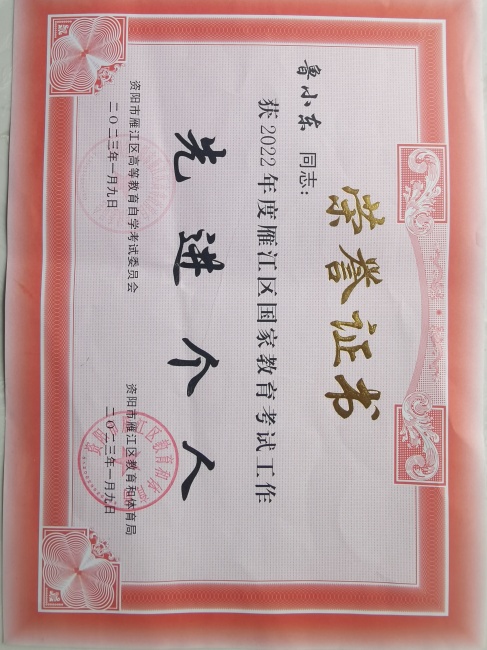 荣誉证书
鲁小东 同志:
获2022年度雁江区国家教育考试工作
先进个人
资阳市雁江区高等教育自学考试委员会
二〇二三年一月九日
资阳市雁江区教育和体育局
二〇二三年一月九日